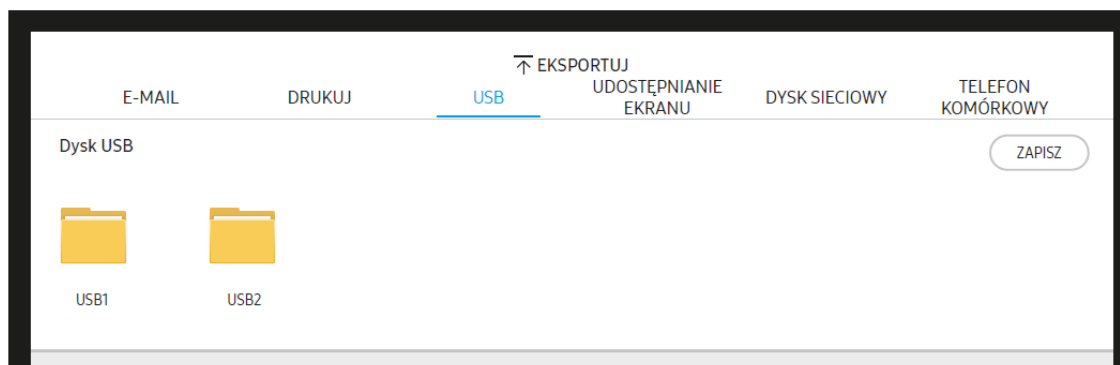 EKSPORTUJ
E-MAIL
DRUKUJ
USB
UDOSTĘPNIANIE
EKRANU
DYSK SIECIOWY
TELEFON
KOMÓRKOWY
Dysk USB
ZAPISZ
USB1
USB2